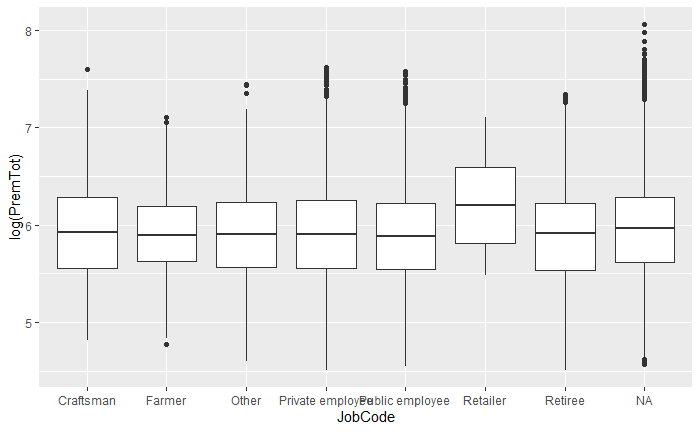 8
7
6
5
log(PremTot)
Craftsman Farmer Other Private employee Public employee Retailer Retiree NA
JobCode